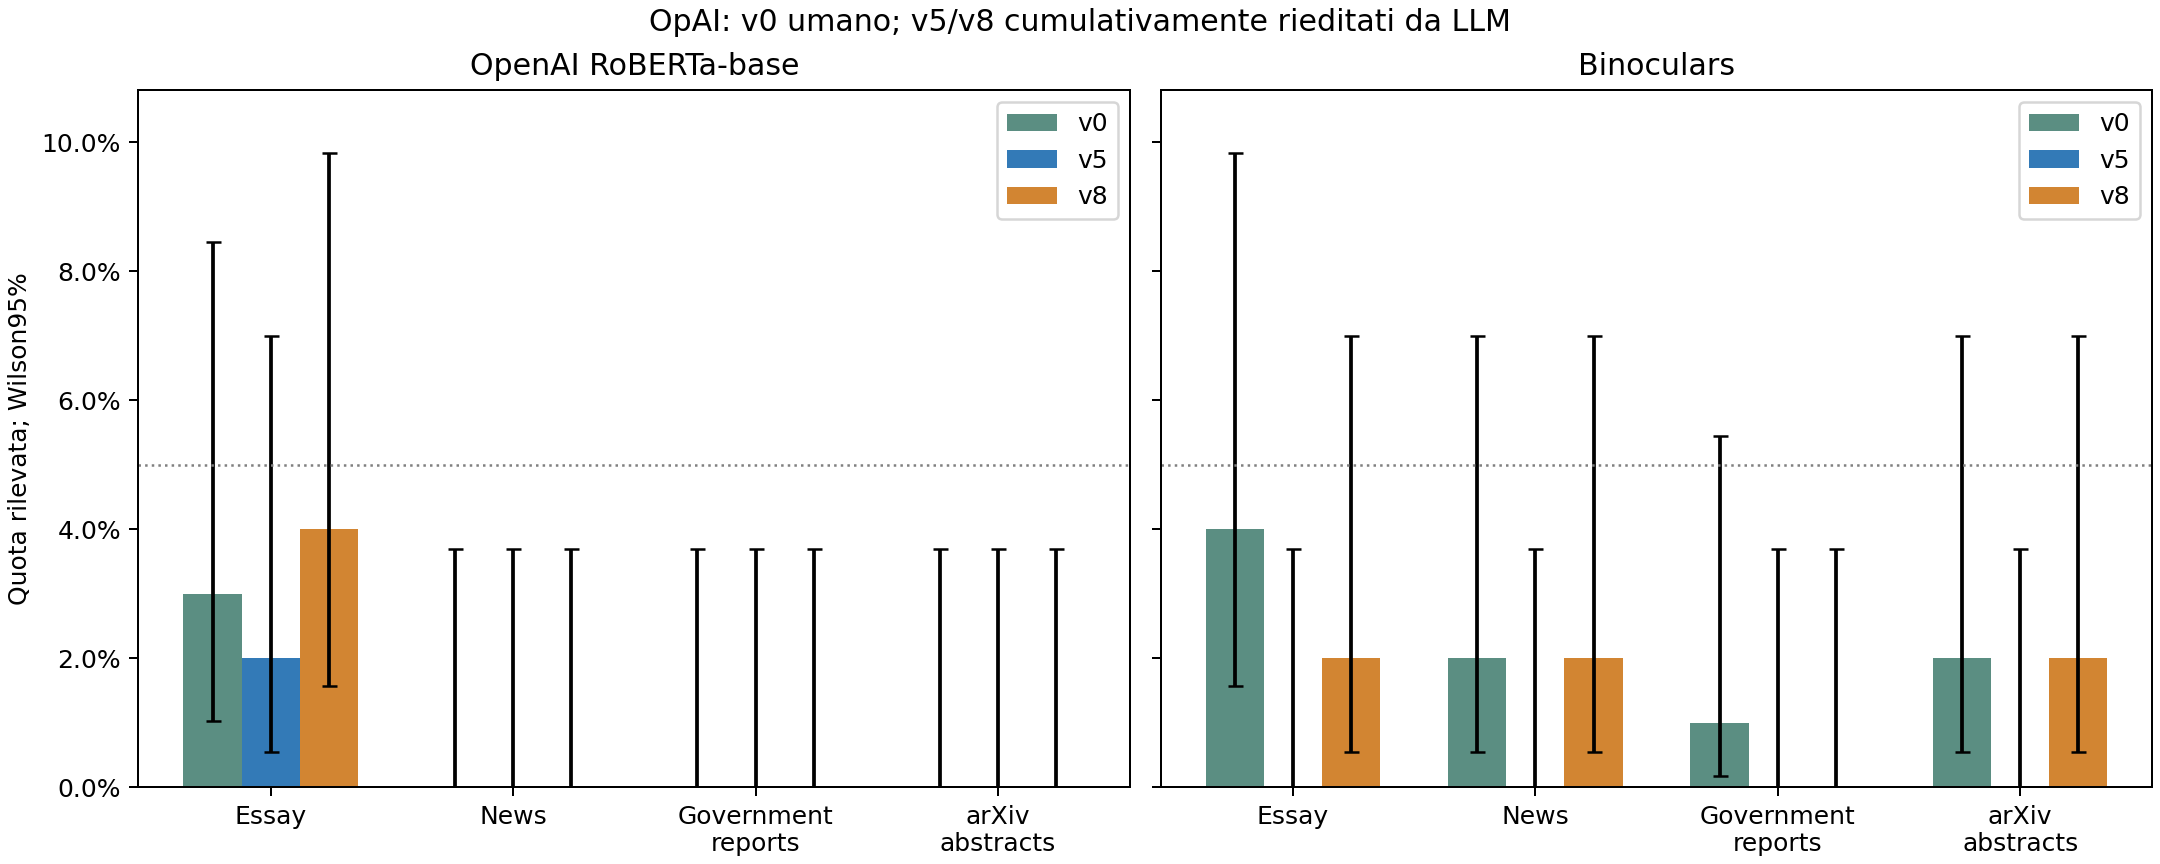 OpAI: v0 umano; v5/v8 cumulativamente rieditati da LLM
OpenAI RoBERTa-base
Quota rilevata; Wilson95%
10.0%
8.0%
6.0%
4.0%
2.0%
0.0%
v0
v5
v8
Essay
News
Government
reports
arXiv
abstracts
Binoculars
v0
v5
v8
Essay
News
Government
reports
arXiv
abstracts